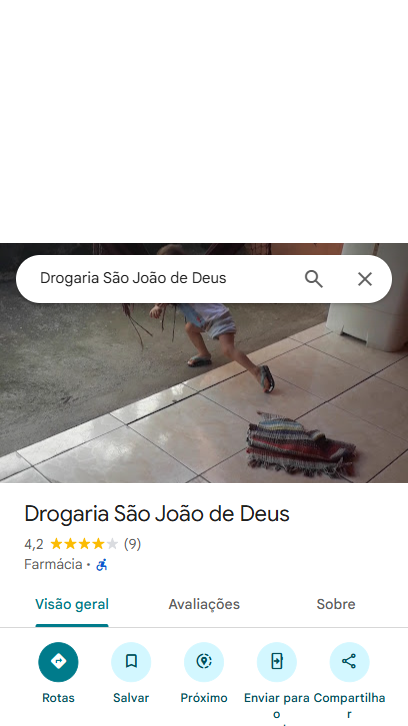 Drogaria São João de Deus
Drogaria São João de Deus
4,2 (9)
Farmácia ·
Visão geral Avaliações Sobre
Rotas Salvar Próximo Enviar para o Compartilhar